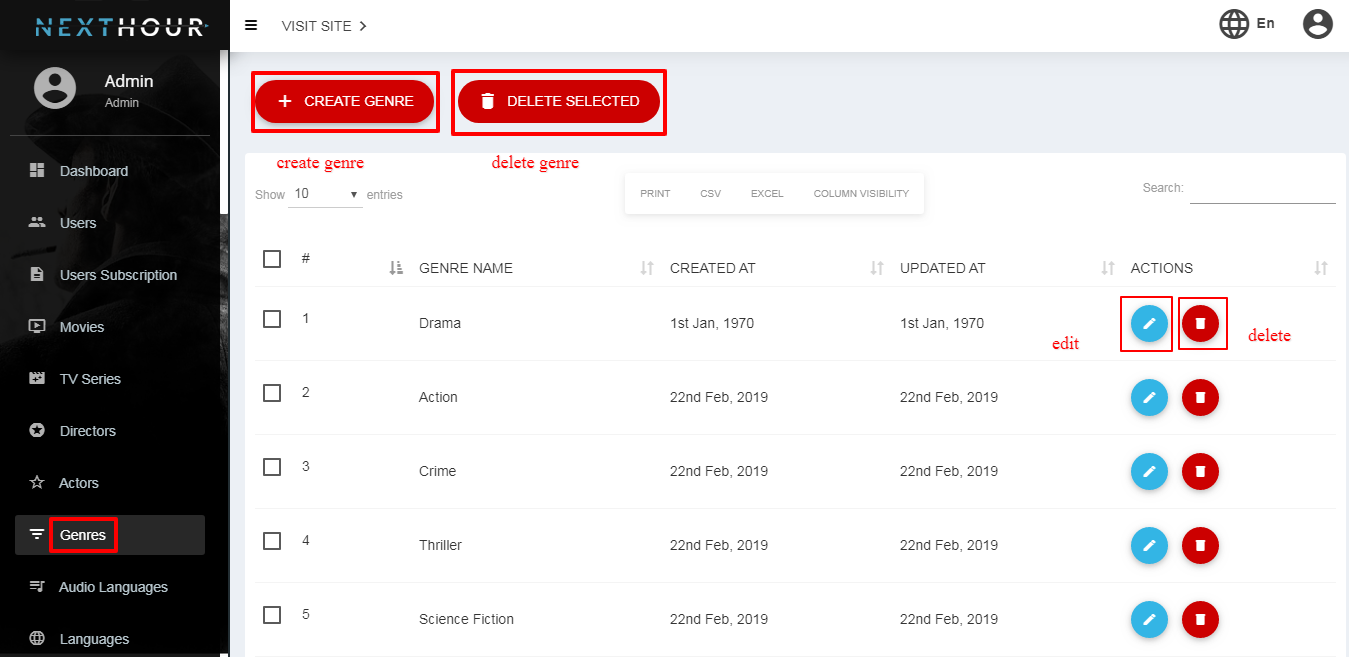 NEXTHOUR
VISIT SITE
En
Admin
Admin
Dashboard
Users
Users Subscription
Movies
TV Series
Directors
Actors
Genres
Audio Languages
Languages
+ CREATE GENRE
DELETE SELECTED
create genre
delete genre
Show 10 entries
PRINT CSV EXCEL COLUMN VISIBILITY
Search:
# GENRE NAME CREATED AT UPDATED AT ACTIONS
1 Drama 1st Jan, 1970 1st Jan, 1970
edit
delete
2 Action 22nd Feb, 2019 22nd Feb, 2019
3 Crime 22nd Feb, 2019 22nd Feb, 2019
4 Thriller 22nd Feb, 2019 22nd Feb, 2019
5 Science Fiction 22nd Feb, 2019 22nd Feb, 2019